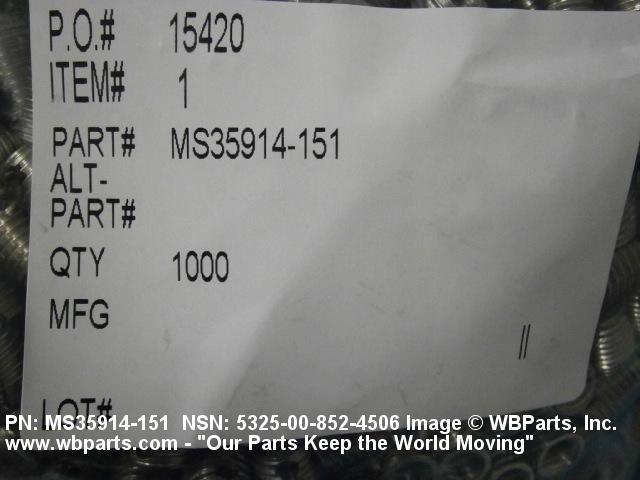 P.O.# 15420
ITEM# 1
PART# MS35914-151
ALT-
PART#
QTY 1000
MFG
//
LOT#
PN: MS35914-151 NSN: 5325-00-852-4506 Image © WBParts, Inc.
www.wbparts.com - "Our Parts Keep the World Moving"